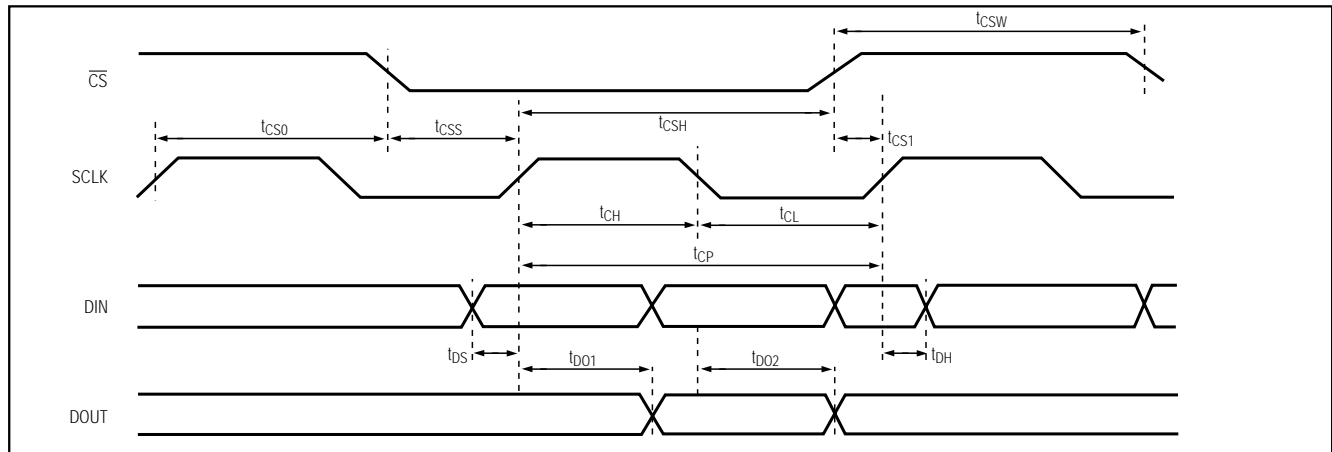 tCSW
CS
tCS0
tCSS
tCSH
tCS1
SCLK
tCH
tCL
tCP
DIN
tDS
tDO1
tDO2
tDH
DOUT